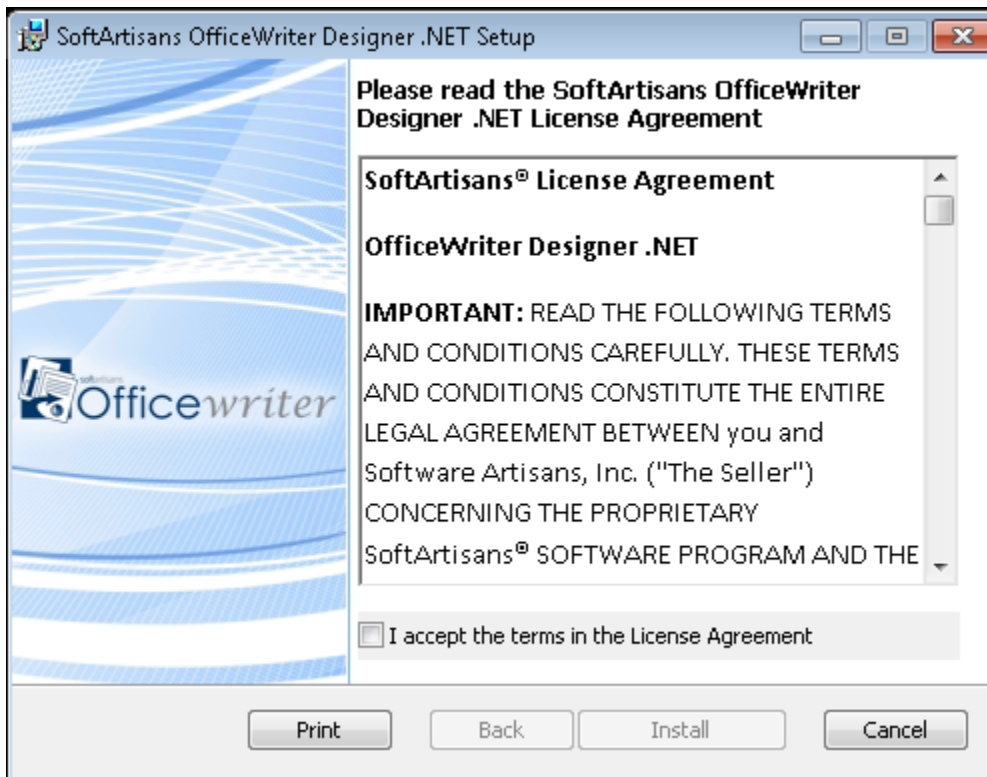 SoftArtisans OfficeWriter Designer .NET Setup
Please read the SoftArtisans OfficeWriter
Designer .NET License Agreement
SoftArtisans® License Agreement
OfficeWriter Designer .NET
IMPORTANT: READ THE FOLLOWING TERMS
AND CONDITIONS CAREFULLY. THESE TERMS
AND CONDITIONS CONSTITUTE THE ENTIRE
LEGAL AGREEMENT BETWEEN you and
Software Artisans, Inc. ("The Seller")
CONCERNING THE PROPRIETARY
SoftArtisans® SOFTWARE PROGRAM AND THE
softartisans
Officewriter
I accept the terms in the License Agreement
Print
Back
Install
Cancel